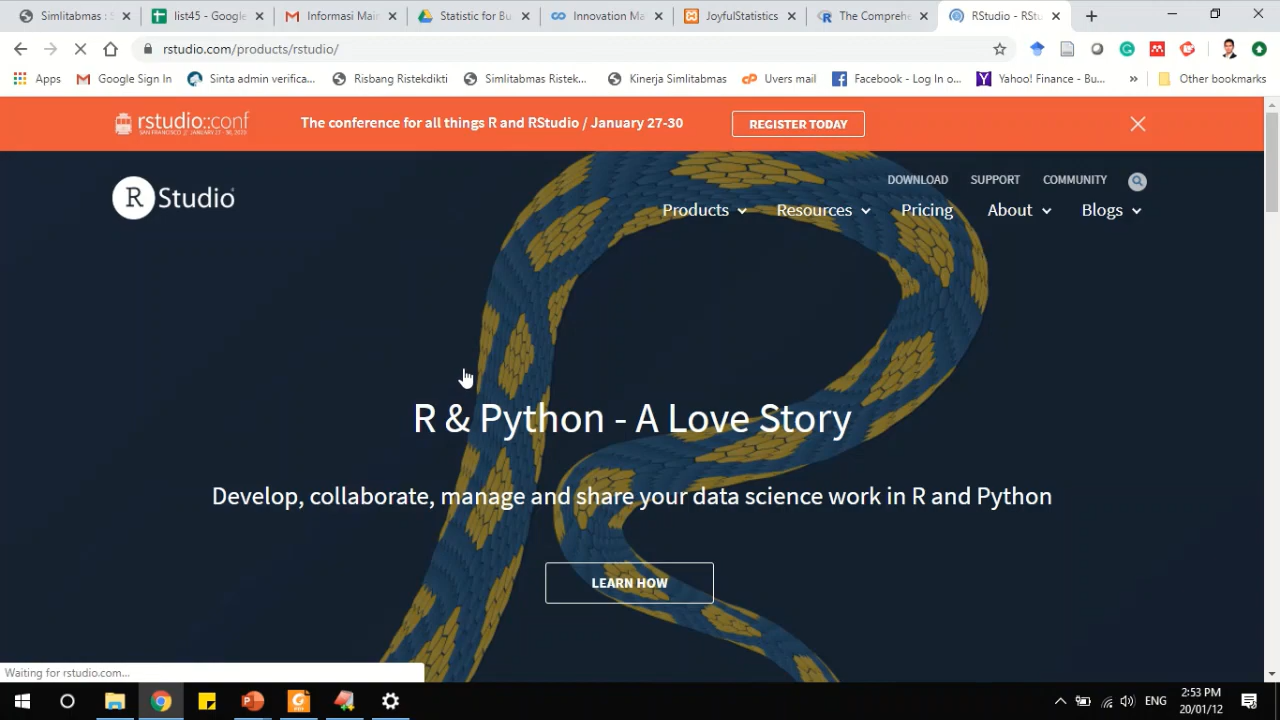 Simlitabmas : S
list45 - Google
Informasi Mai
Statistic for Bu
Innovation Ma
JoyfulStatistics
The Comprehe
RStudio - RStu
rstudio.com/products/rstudio/
Apps
Google Sign In
Sinta admin verifica...
Risbang Ristekdikti
Simlitabmas Ristek...
Kinerja Simlitabmas
Uvers mail
Facebook - Log In o...
Yahoo! Finance - Bu...
Other bookmarks
rstudio::conf
The conference for all things R and RStudio / January 27-30
REGISTER TODAY
DOWNLOAD SUPPORT COMMUNITY
R Studio
Products Resources Pricing About Blogs
R & Python - A Love Story
Develop, collaborate, manage and share your data science work in R and Python
LEARN HOW
Waiting for rstudio.com...
ENG
2:53 PM
20/01/12